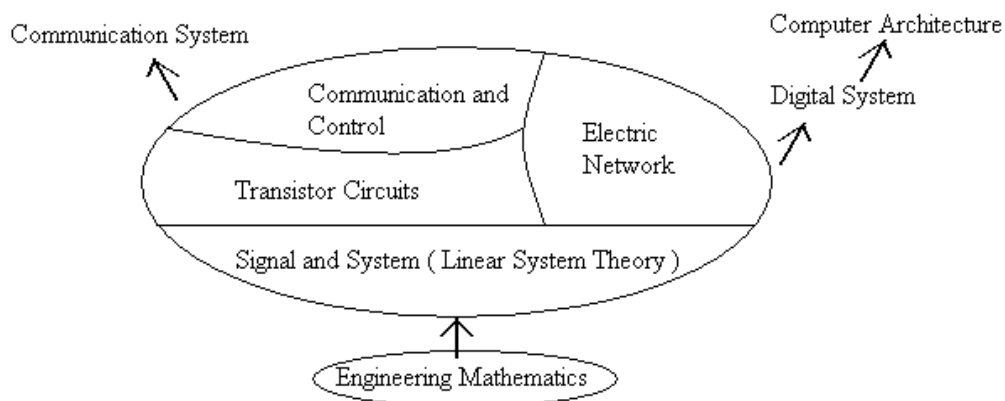 Communication System
Computer Architecture
Communication and
Control
Digital System
Electric
Network
Transistor Circuits
Signal and System ( Linear System Theory )
Engineering Mathematics